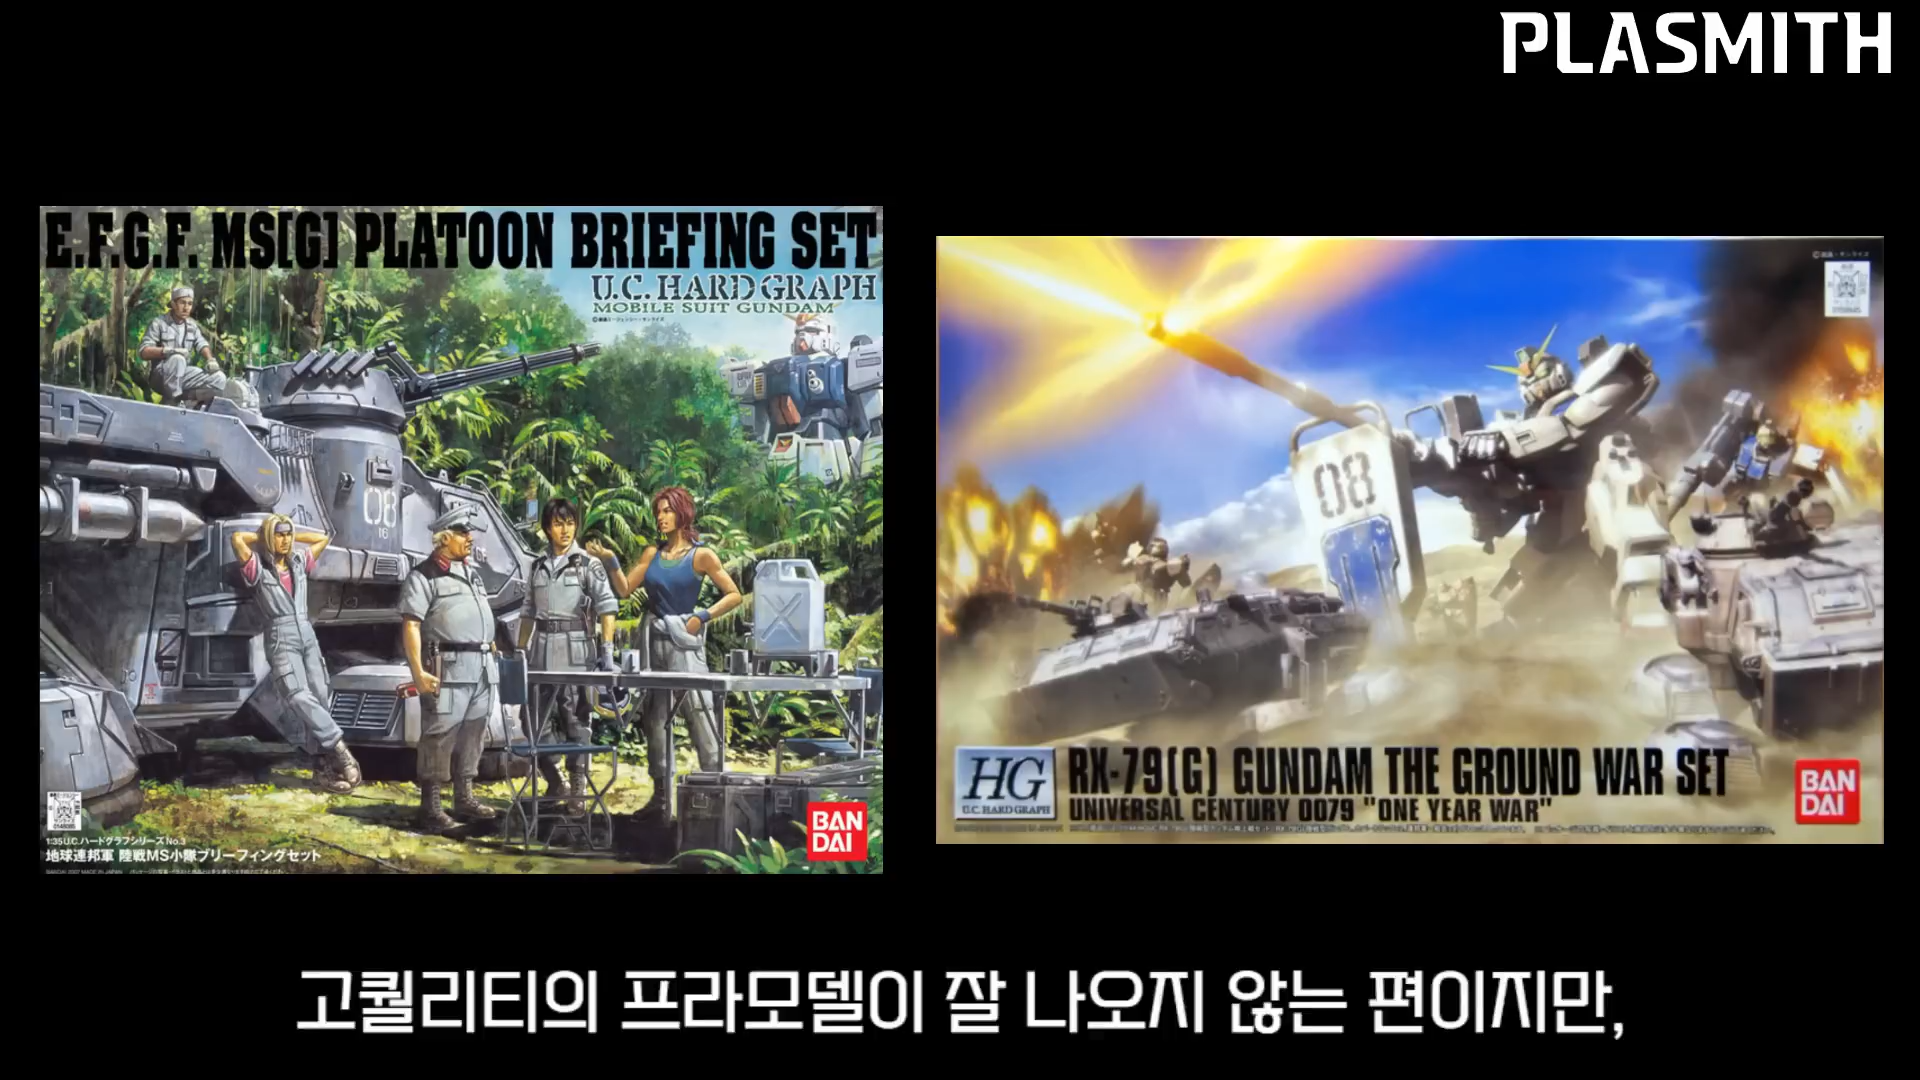 PLASMITH
E.F.G.F. MS[G] PLATOON BRIEFING SET
U.C. HARD GRAPH
MOBILE SUIT GUNDAM
08
16
BAN
DAI
1:35 U.C.ハードグラフシリーズ No.3
地球連邦軍 陸戦MS小隊ブリーフィングセット
08
HG
U.C. HARD GRAPH
RX-79[G] GUNDAM THE GROUND WAR SET
UNIVERSAL CENTURY 0079 "ONE YEAR WAR"
BAN
DAI
고퀄리티의 프라모델이 잘 나오지 않는 편이지만,